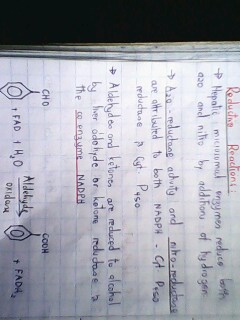 Reducing Reactions:
→ Hepatic microsomal enzymes reduce both
azo and nitro by addition of hydrogen
→ Azo-reductase activity and nitro-reductase
are attributed to both NADPH - Cyt. P450
reductase & Cyt. P450
→ Aldehydes and ketones are reduced to alcohol
by liver aldehyde or ketone reductase &
the co enzyme NADPH
CHO
COOH
+ FAD + H2O
Aldehyde
oxidase
+ FADH2